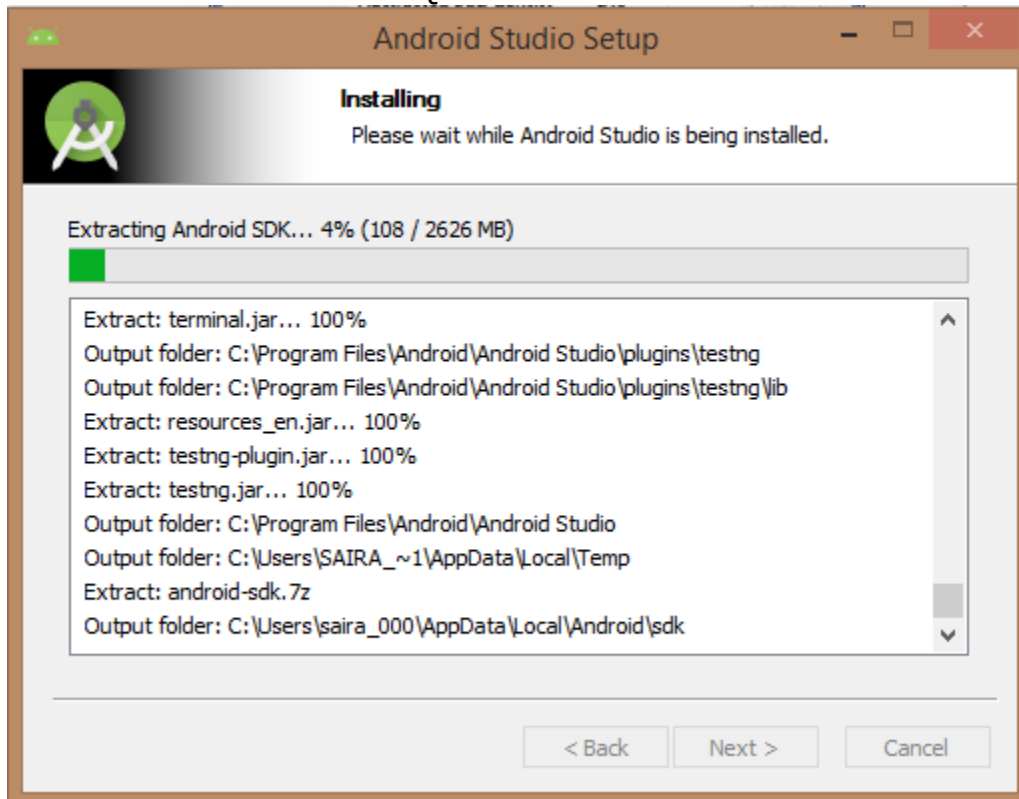 Android Studio Setup
Installing
Please wait while Android Studio is being installed.
Extracting Android SDK... 4% (108 / 2626 MB)
Extract: terminal.jar... 100%
Output folder: C:\Program Files\Android\Android Studio\plugins\testng
Output folder: C:\Program Files\Android\Android Studio\plugins\testng\lib
Extract: resources_en.jar... 100%
Extract: testng-plugin.jar... 100%
Extract: testng.jar... 100%
Output folder: C:\Program Files\Android\Android Studio
Output folder: C:\Users\SAIRA_~1\AppData\Local\Temp
Extract: android-sdk.7z
Output folder: C:\Users\saira_000\AppData\Local\Android\sdk
< Back Next > Cancel